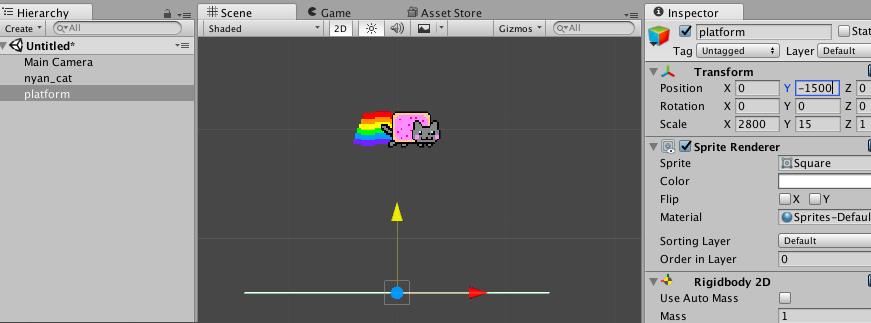 Hierarchy
Create
All
Untitled*
Main Camera
nyan_cat
platform
Scene
Game
Asset Store
Shaded
2D
Gizmos
All
Inspector
platform
Tag Untagged Layer Default
Transform
Position X 0 Y -1500 Z 0
Rotation X 0 Y 0 Z 0
Scale X 2800 Y 15 Z 1
Sprite Renderer
Sprite Square
Color
Flip X Y
Material Sprites-Defaul
Sorting Layer Default
Order in Layer 0
Rigidbody 2D
Use Auto Mass
Mass 1